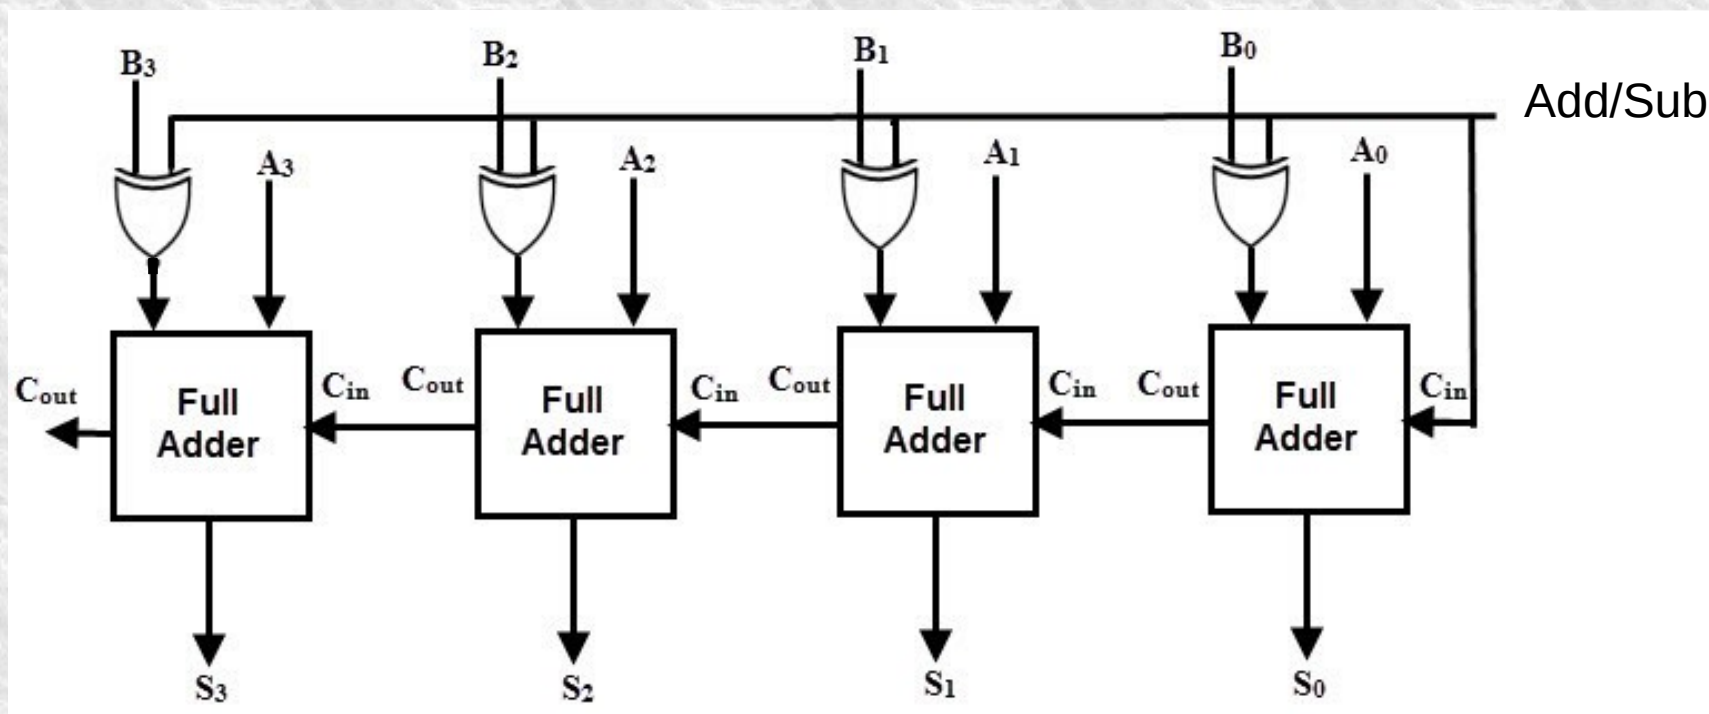 B3 B2 B1 B0
Add/Sub
A3 A2 A1 A0
Cout Full Adder Cin Cout Full Adder Cin Cout Full Adder Cin Cout Full Adder Cin
S3 S2 S1 S0